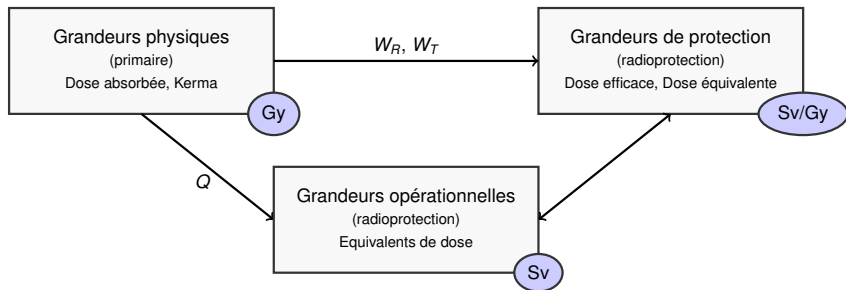 Grandeurs physiques
(primaire)
Dose absorbée, Kerma
Gy
W_R, W_T
Grandeurs de protection
(radioprotection)
Dose efficace, Dose équivalente
Sv/Gy
Q
Grandeurs opérationnelles
(radioprotection)
Equivalents de dose
Sv